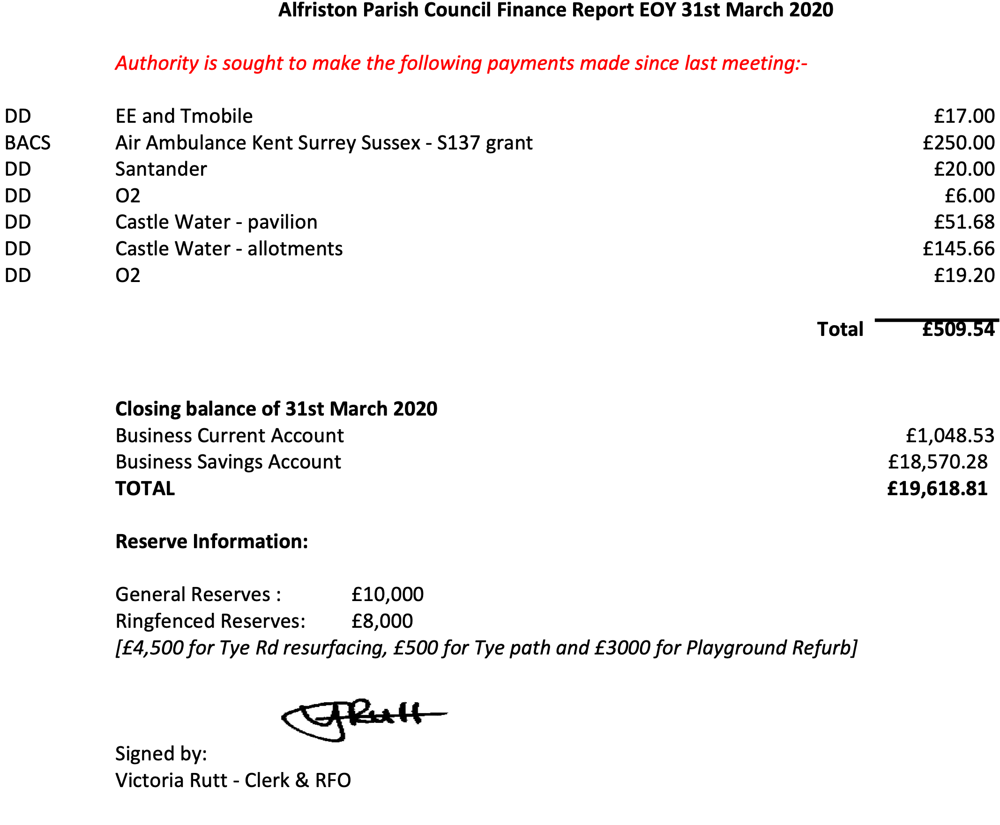 Alfriston Parish Council Finance Report EOY 31st March 2020
Authority is sought to make the following payments made since last meeting:-
DD EE and Tmobile £17.00
BACS Air Ambulance Kent Surrey Sussex - S137 grant £250.00
DD Santander £20.00
DD O2 £6.00
DD Castle Water - pavilion £51.68
DD Castle Water - allotments £145.66
DD O2 £19.20
Total £509.54
Closing balance of 31st March 2020
Business Current Account £1,048.53
Business Savings Account £18,570.28
TOTAL £19,618.81
Reserve Information:
General Reserves : £10,000
Ringfenced Reserves: £8,000
[£4,500 for Tye Rd resurfacing, £500 for Tye path and £3000 for Playground Refurb]
Signed by:
Victoria Rutt - Clerk & RFO